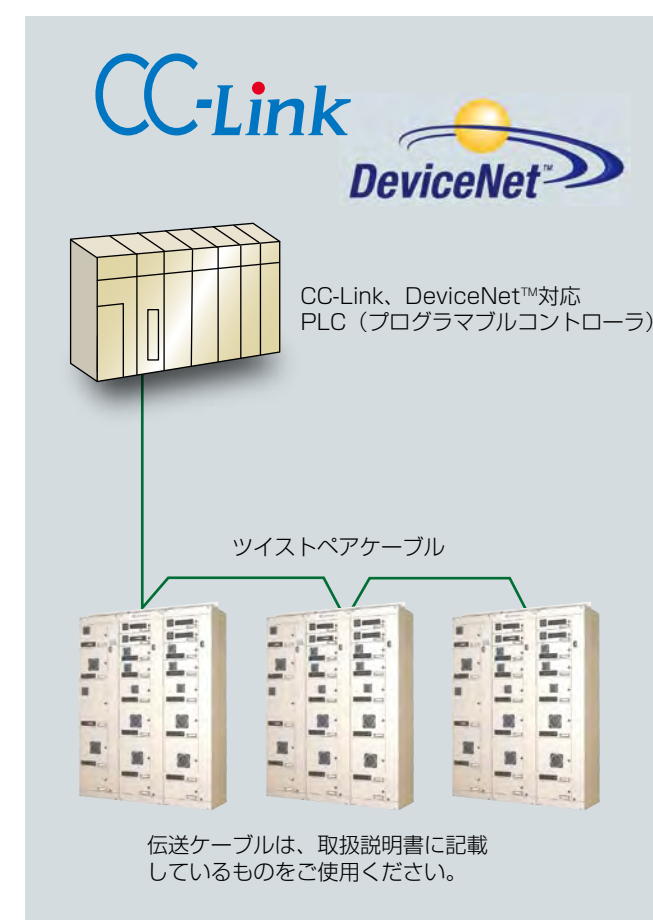 CC-Link
DeviceNet™
CC-Link、DeviceNet™対応
PLC（プログラマブルコントローラ）
ツイストペアケーブル
伝送ケーブルは、取扱説明書に記載
しているものをご使用ください。